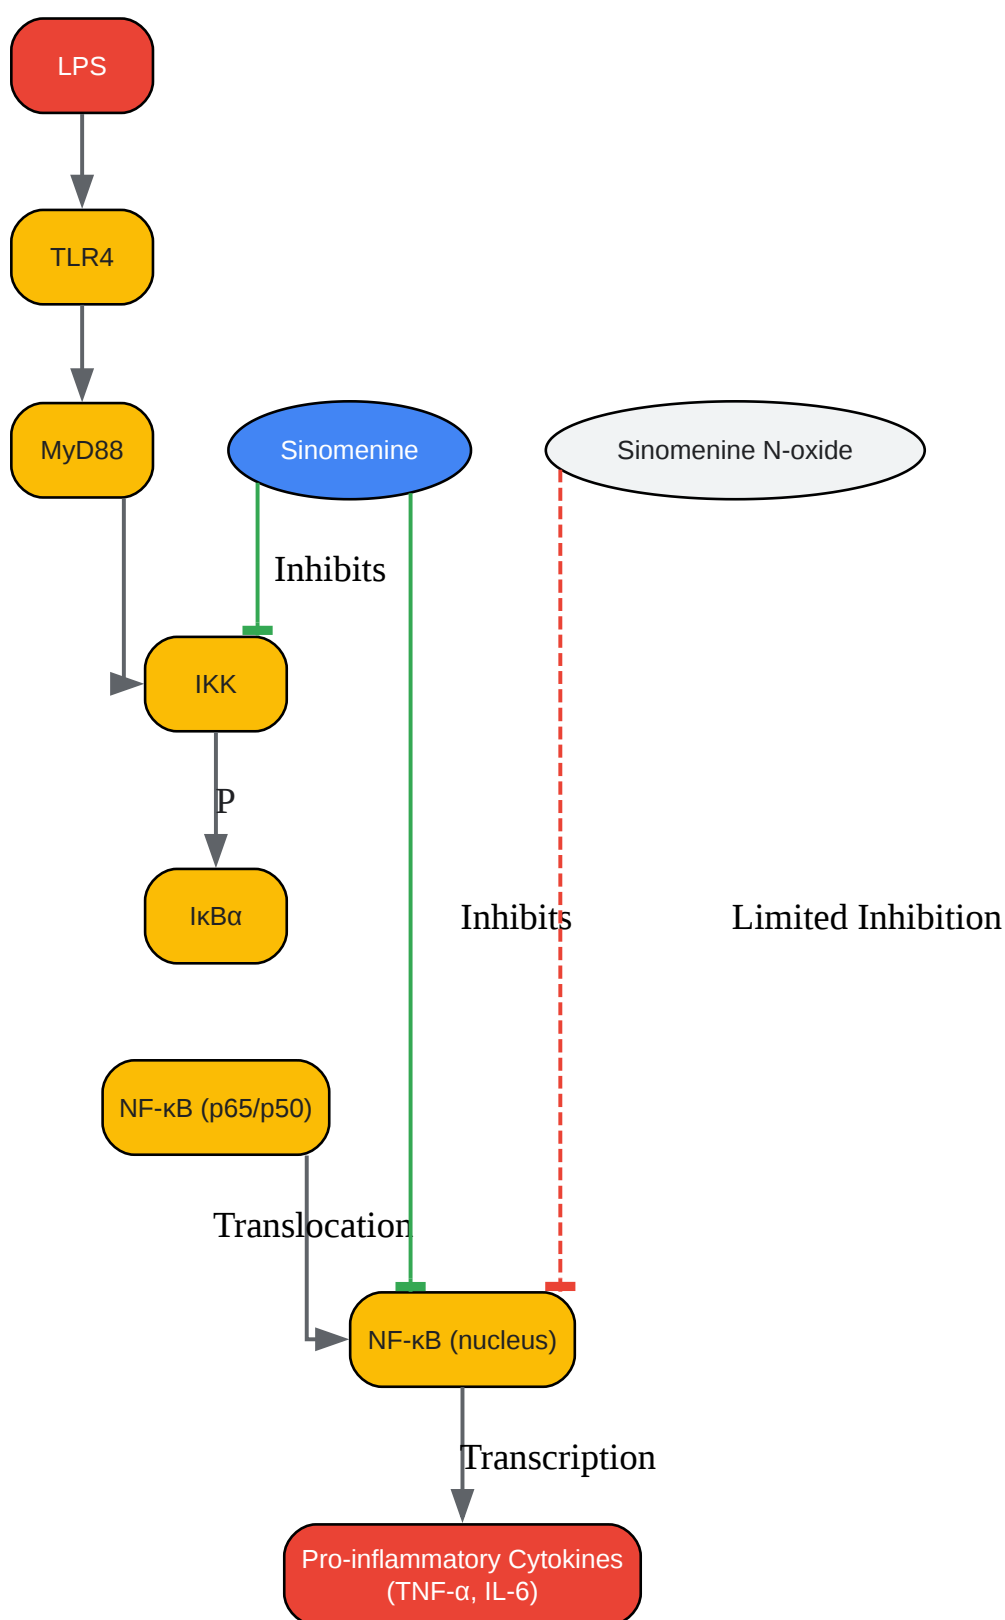 LPS
TLR4
MyD88
Sinomenine
Sinomenine N-oxide
Inhibits
IKK
P
IκBα
Inhibits
Limited Inhibition
NF-κB (p65/p50)
Translocation
NF-κB (nucleus)
Transcription
Pro-inflammatory Cytokines
(TNF-α, IL-6)